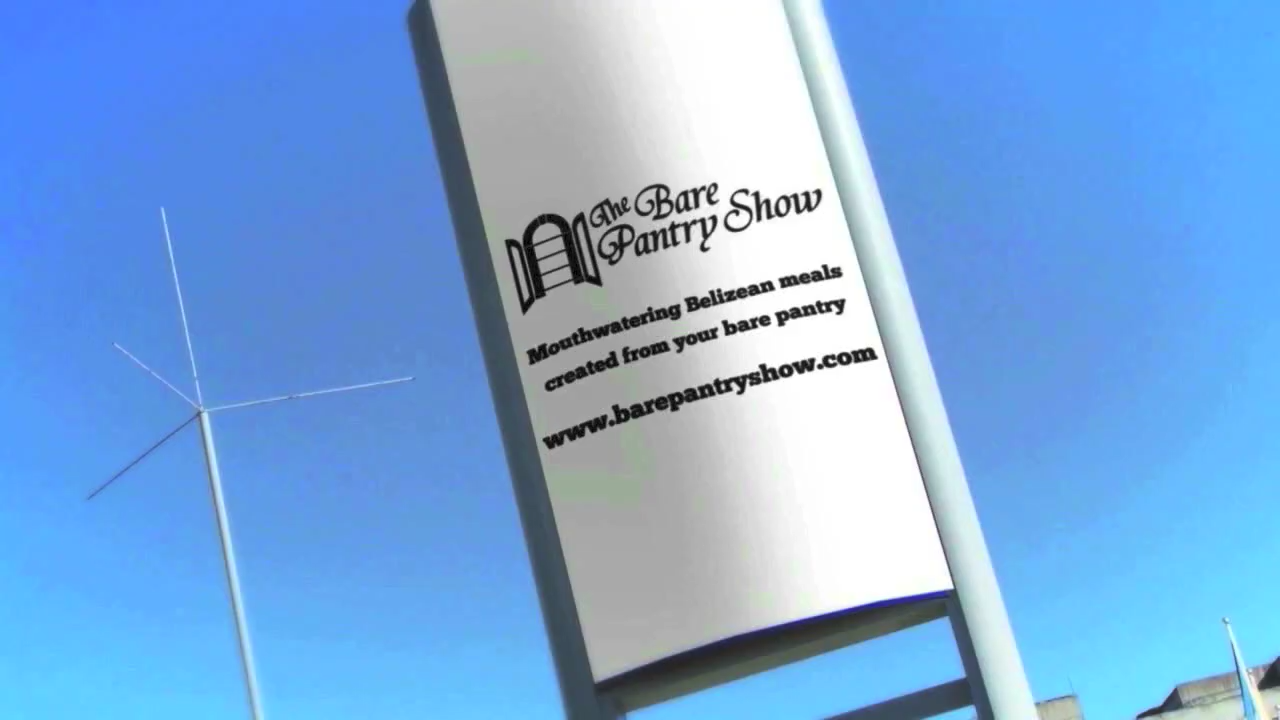 The Bare
Pantry Show
Mouthwatering Belizean meals
created from your bare pantry
www.barepantryshow.com